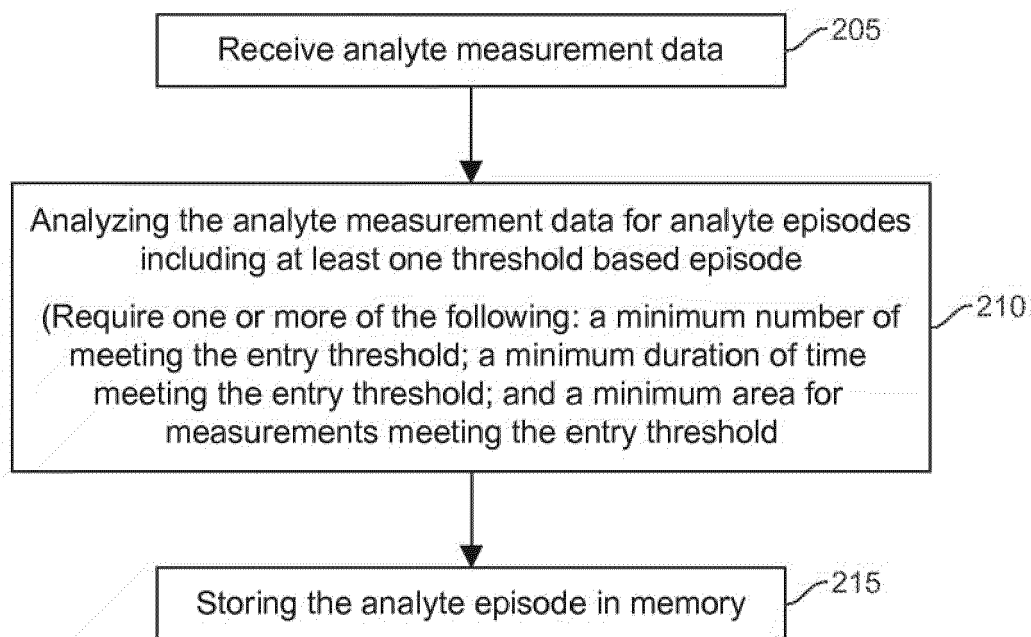 Receive analyte measurement data
205
Analyzing the analyte measurement data for analyte episodes
including at least one threshold based episode
(Require one or more of the following: a minimum number of
meeting the entry threshold; a minimum duration of time
meeting the entry threshold; and a minimum area for
measurements meeting the entry threshold
210
Storing the analyte episode in memory
215